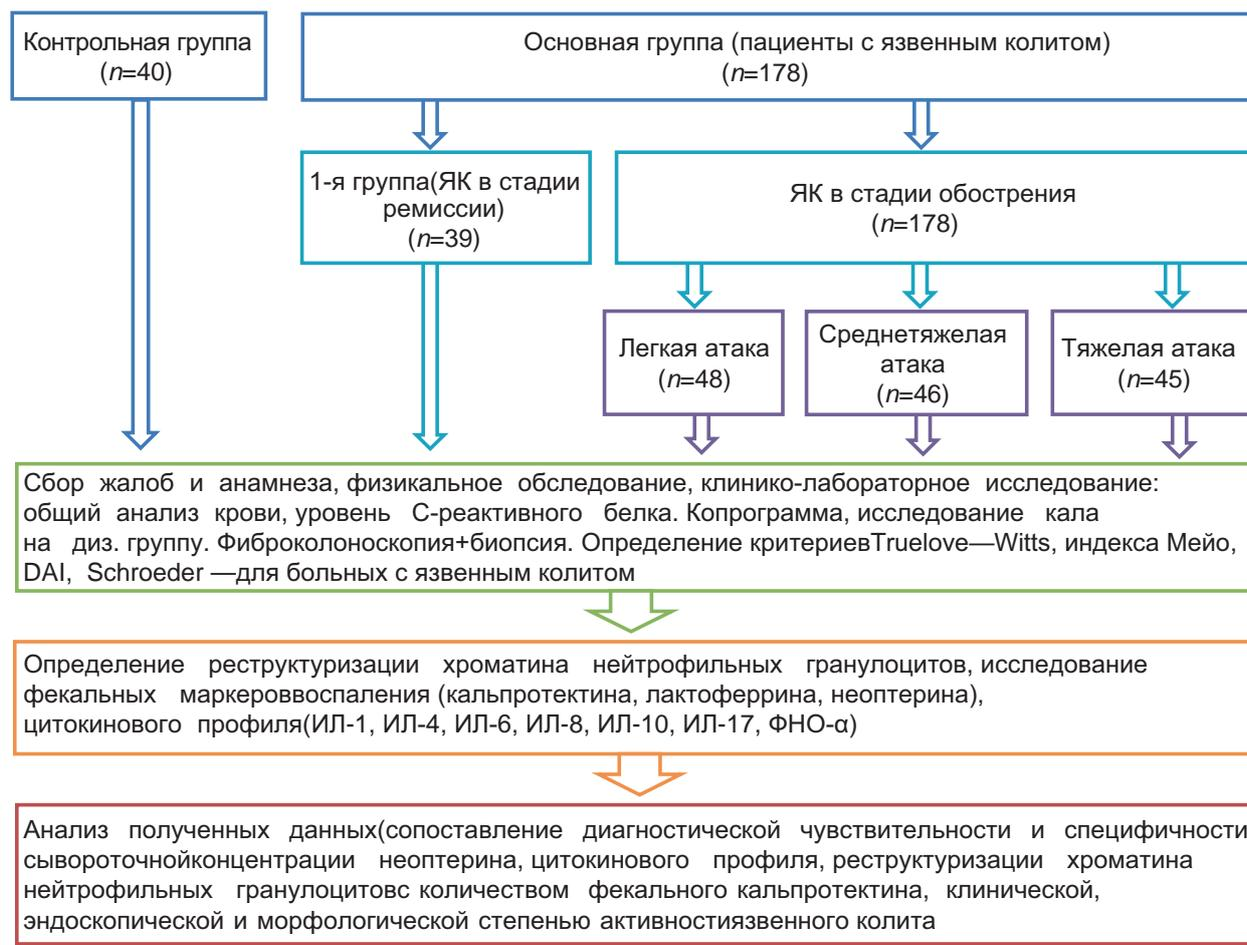 Контрольная группа
(n=40)
Основная группа (пациенты с язвенным колитом)
(n=178)
1-я группа(ЯК в стадии
ремиссии)
(n=39)
ЯК в стадии обострения
(n=178)
Легкая атака
(n=48)
Среднетяжелая
атака
(n=46)
Тяжелая атака
(n=45)
Сбор жалоб и анамнеза, физикальное обследование, клинико-лабораторное исследование:
общий анализ крови, уровень С-реактивного белка. Копрограмма, исследование кала
на диз. группу. Фиброколоноскопия+биопсия. Определение критериевTruelove—Witts, индекса Мейо,
DAI, Schroeder —для больных с язвенным колитом
Определение реструктуризации хроматина нейтрофильных гранулоцитов, исследование
фекальных маркероввоспаления (кальпротектина, лактоферрина, неоптерина),
цитокинового профиля(ИЛ-1, ИЛ-4, ИЛ-6, ИЛ-8, ИЛ-10, ИЛ-17, ФНО-α)
Анализ полученных данных(сопоставление диагностической чувствительности и специфичности
сывороточнойконцентрации неоптерина, цитокинового профиля, реструктуризации хроматина
нейтрофильных гранулоцитовс количеством фекального кальпротектина, клинической,
эндоскопической и морфологической степенью активностиязвенного колита